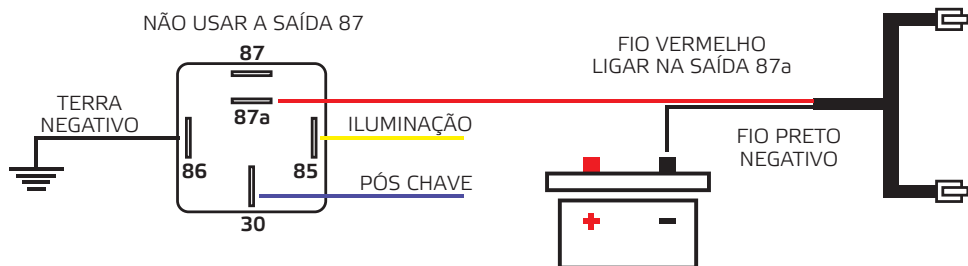 NÃO USAR A SAÍDA 87
87
87a
TERRA
NEGATIVO
86
85
30
ILUMINAÇÃO
PÓS CHAVE
FIO VERMELHO
LIGAR NA SAÍDA 87a
FIO PRETO
NEGATIVO
+
-